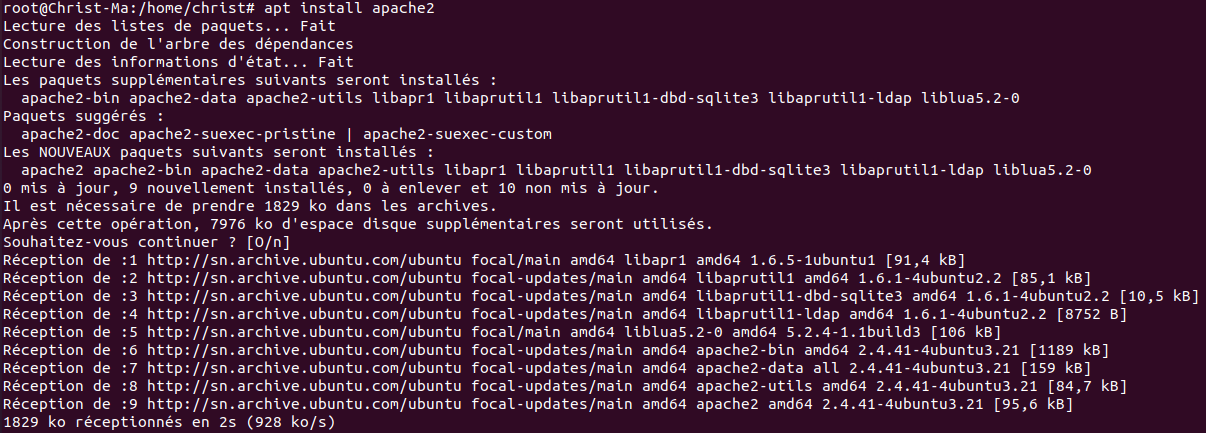 root@Christ-Ma:/home/christ# apt install apache2
Lecture des listes de paquets... Fait
Construction de l'arbre des dépendances
Lecture des informations d'état... Fait
Les paquets supplémentaires suivants seront installés :
  apache2-bin apache2-data apache2-utils libapr1 libaprutil1 libaprutil1-dbd-sqlite3 libaprutil1-ldap liblua5.2-0
Paquets suggérés :
  apache2-doc apache2-suexec-pristine | apache2-suexec-custom
Les NOUVEAUX paquets suivants seront installés :
  apache2 apache2-bin apache2-data apache2-utils libapr1 libaprutil1 libaprutil1-dbd-sqlite3 libaprutil1-ldap liblua5.2-0
0 mis à jour, 9 nouvellement installés, 0 à enlever et 10 non mis à jour.
Il est nécessaire de prendre 1829 ko dans les archives.
Après cette opération, 7976 ko d'espace disque supplémentaires seront utilisés.
Souhaitez-vous continuer ? [O/n]
Réception de :1 http://sn.archive.ubuntu.com/ubuntu focal/main amd64 libapr1 amd64 1.6.5-1ubuntu1 [91,4 kB]
Réception de :2 http://sn.archive.ubuntu.com/ubuntu focal-updates/main amd64 libaprutil1 amd64 1.6.1-4ubuntu2.2 [85,1 kB]
Réception de :3 http://sn.archive.ubuntu.com/ubuntu focal-updates/main amd64 libaprutil1-dbd-sqlite3 amd64 1.6.1-4ubuntu2.2 [10,5 kB]
Réception de :4 http://sn.archive.ubuntu.com/ubuntu focal-updates/main amd64 libaprutil1-ldap amd64 1.6.1-4ubuntu2.2 [8752 B]
Réception de :5 http://sn.archive.ubuntu.com/ubuntu focal/main amd64 liblua5.2-0 amd64 5.2.4-1.1build3 [106 kB]
Réception de :6 http://sn.archive.ubuntu.com/ubuntu focal-updates/main amd64 apache2-bin amd64 2.4.41-4ubuntu3.21 [1189 kB]
Réception de :7 http://sn.archive.ubuntu.com/ubuntu focal-updates/main amd64 apache2-data all 2.4.41-4ubuntu3.21 [159 kB]
Réception de :8 http://sn.archive.ubuntu.com/ubuntu focal-updates/main amd64 apache2-utils amd64 2.4.41-4ubuntu3.21 [84,7 kB]
Réception de :9 http://sn.archive.ubuntu.com/ubuntu focal-updates/main amd64 apache2 amd64 2.4.41-4ubuntu3.21 [95,6 kB]
1829 ko réceptionnés en 2s (928 ko/s)